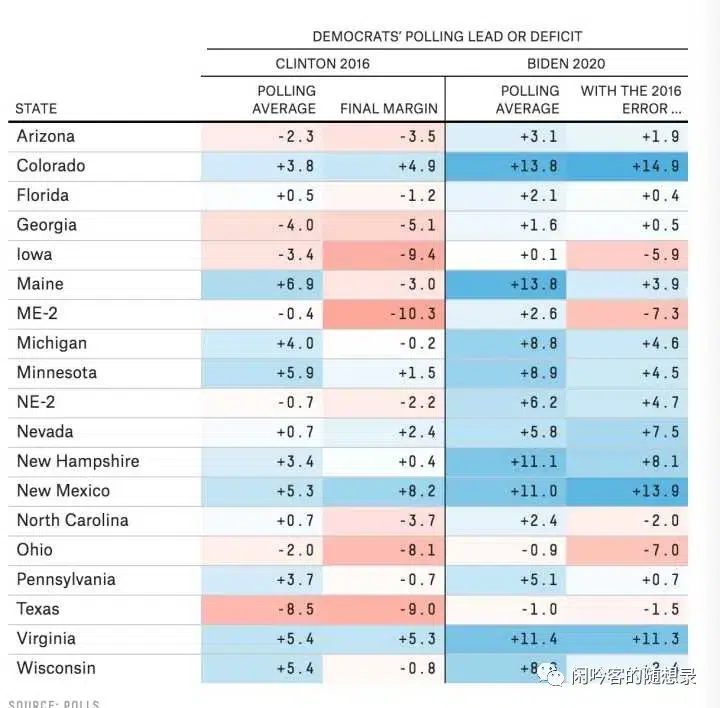 DEMOCRATS' POLLING LEAD OR DEFICIT
CLINTON 2016 BIDEN 2020
STATE POLLING AVERAGE FINAL MARGIN POLLING AVERAGE WITH THE 2016 ERROR ...
Arizona -2.3 -3.5 +3.1 +1.9
Colorado +3.8 +4.9 +13.8 +14.9
Florida +0.5 -1.2 +2.1 +0.4
Georgia -4.0 -5.1 +1.6 +0.5
Iowa -3.4 -9.4 +0.1 -5.9
Maine +6.9 -3.0 +13.8 +3.9
ME-2 -0.4 -10.3 +2.6 -7.3
Michigan +4.0 -0.2 +8.8 +4.6
Minnesota +5.9 +1.5 +8.9 +4.5
NE-2 -0.7 -2.2 +6.2 +4.7
Nevada +0.7 +2.4 +5.8 +7.5
New Hampshire +3.4 +0.4 +11.1 +8.1
New Mexico +5.3 +8.2 +11.0 +13.9
North Carolina +0.7 -3.7 +2.4 -2.0
Ohio -2.0 -8.1 -0.9 -7.0
Pennsylvania +3.7 -0.7 +5.1 +0.7
Texas -8.5 -9.0 -1.0 -1.5
Virginia +5.4 +5.3 +11.4 +11.3
Wisconsin +5.4 -0.8
闲吟客的随想录
SOURCE: POLLS